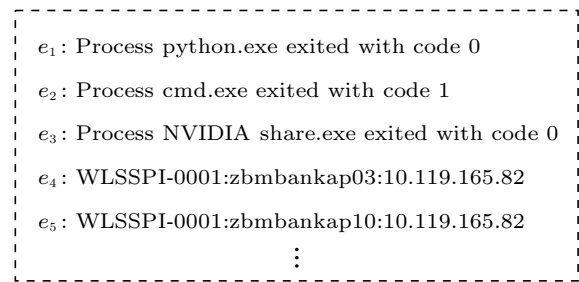 e₁: Process python.exe exited with code 0
e₂: Process cmd.exe exited with code 1
e₃: Process NVIDIA share.exe exited with code 0
e₄: WLSSPI-0001:zbmbankap03:10.119.165.82
e₅: WLSSPI-0001:zbmbankap10:10.119.165.82
⋮